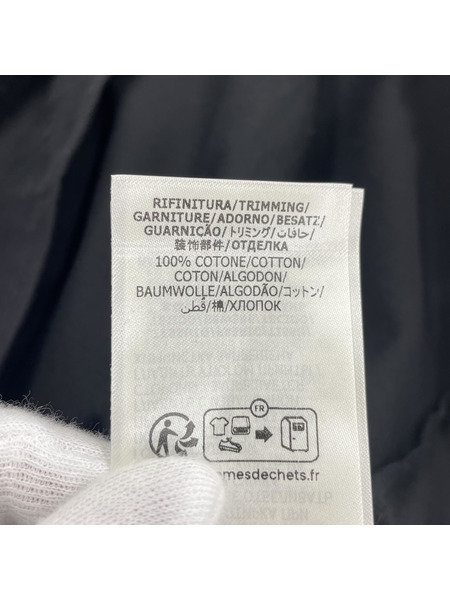 RIFINITURA/TRIMMING/
GARNITURE/ADORNO/BESATZ/
GUARNIÇÃO/トリミング/حافات/
装饰部件/ОТДЕЛКА
100% COTONE/COTTON/
COTON/ALGODON/
BAUMWOLLE/ALGODÃO/コットン/
قُطن/棉/ХЛОПОК
FR
mesdechets.fr